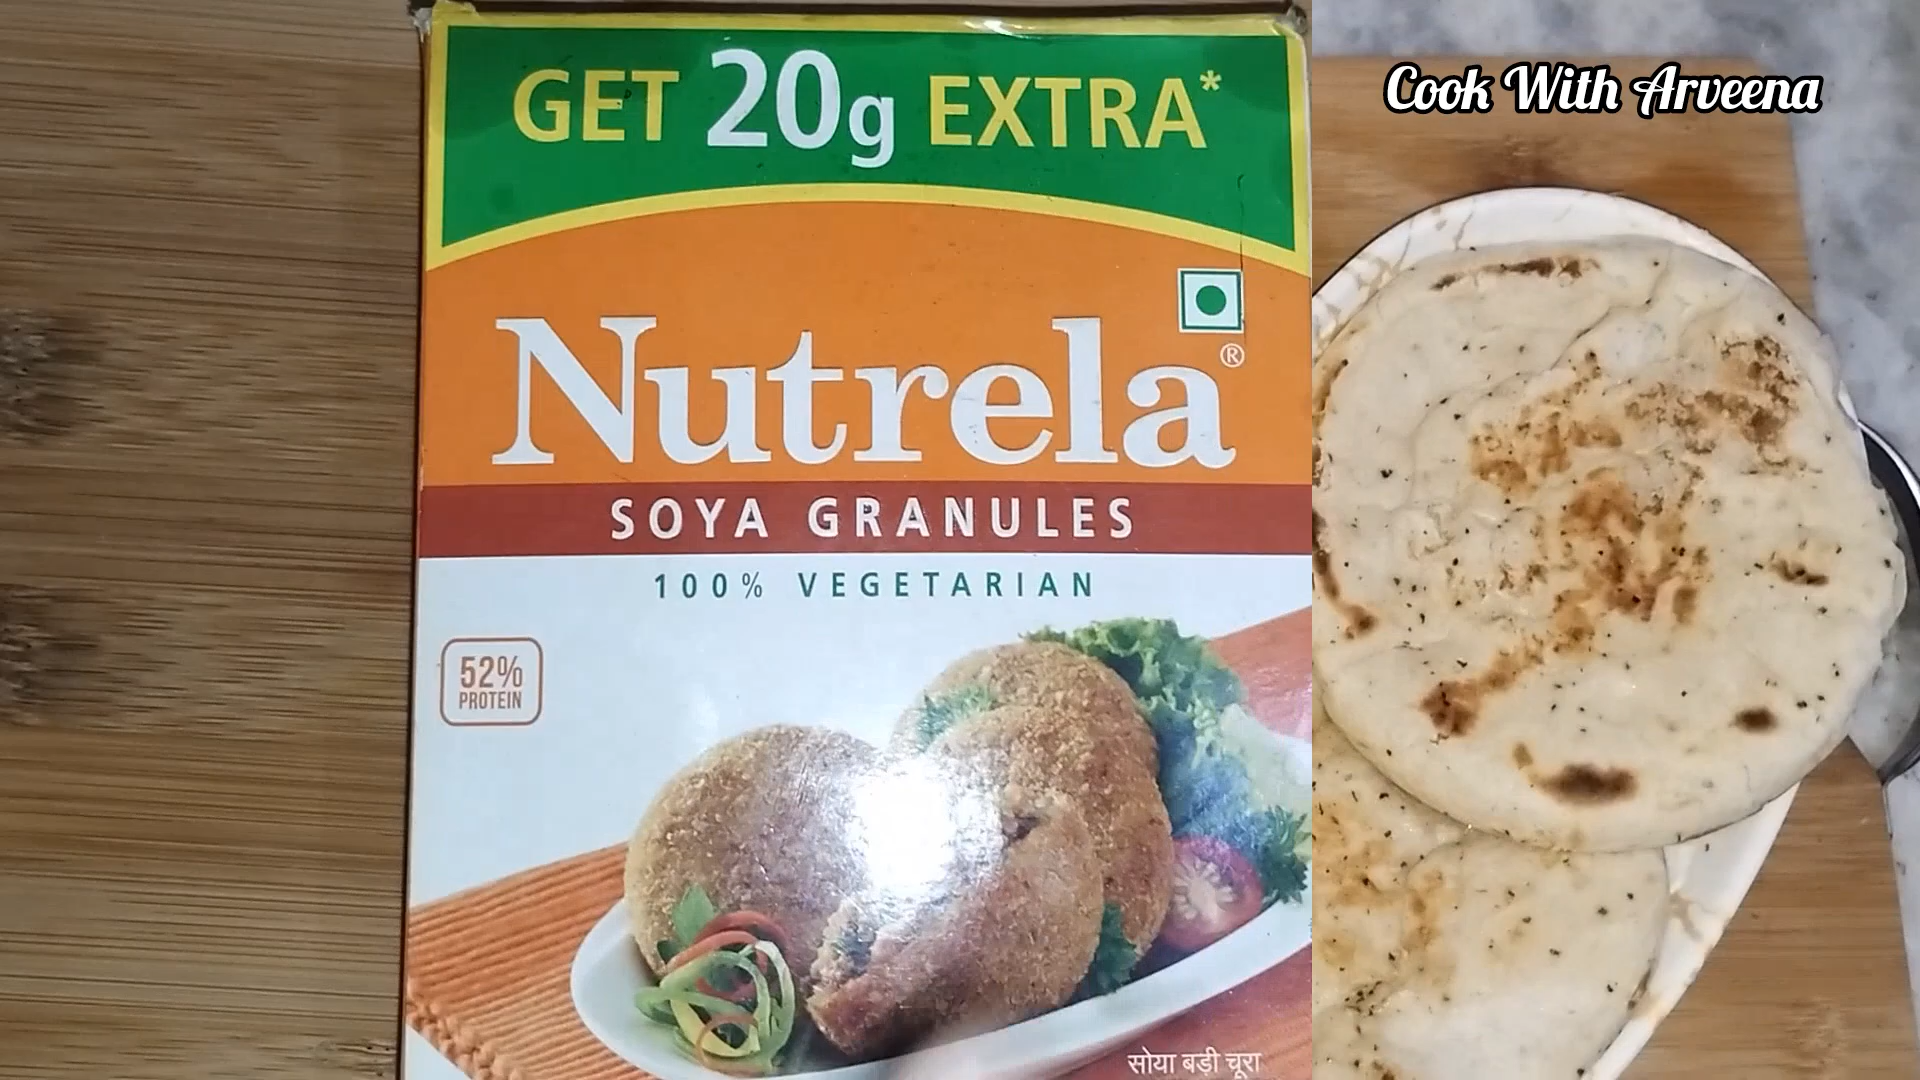 GET 20g EXTRA*
Nutrela®
SOYA GRANULES
100% VEGETARIAN
52%
PROTEIN
सोया बड़ी चूरा
Cook With Arveena